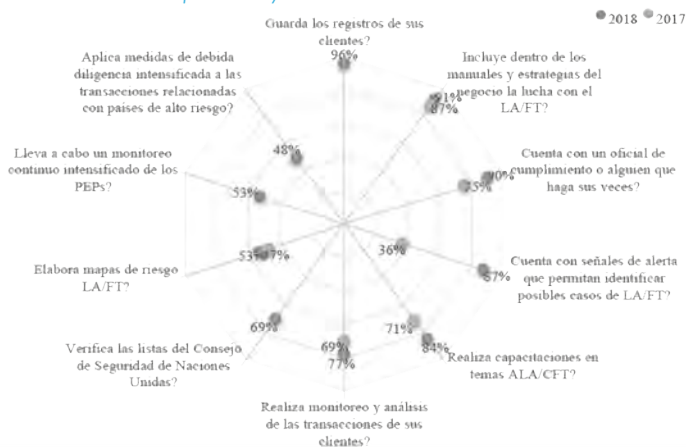 2018 2017
Guarda los registros de sus
clientes?
96%
Incluye dentro de los
manuales y estrategias del
negocio la lucha con el
LA/FT?
91%
87%
Cuenta con un oficial de
cumplimiento o alguien que
haga sus veces?
90%
75%
Cuenta con señales de alerta
que permitan identificar
posibles casos de LA/FT?
87%
36%
Realiza capacitaciones en
temas ALA/CFT?
84%
71%
Realiza monitoreo y análisis
de las transacciones de sus
clientes?
69%
77%
Verifica las listas del Consejo
de Seguridad de Naciones
Unidas?
69%
Elabora mapas de riesgo
LA/FT?
53%
Lleva a cabo un monitoreo
continuo intensificado de los
PEPs?
53%
Aplica medidas de debida
diligencia intensificada a las
transacciones relacionadas
con países de alto riesgo?
48%